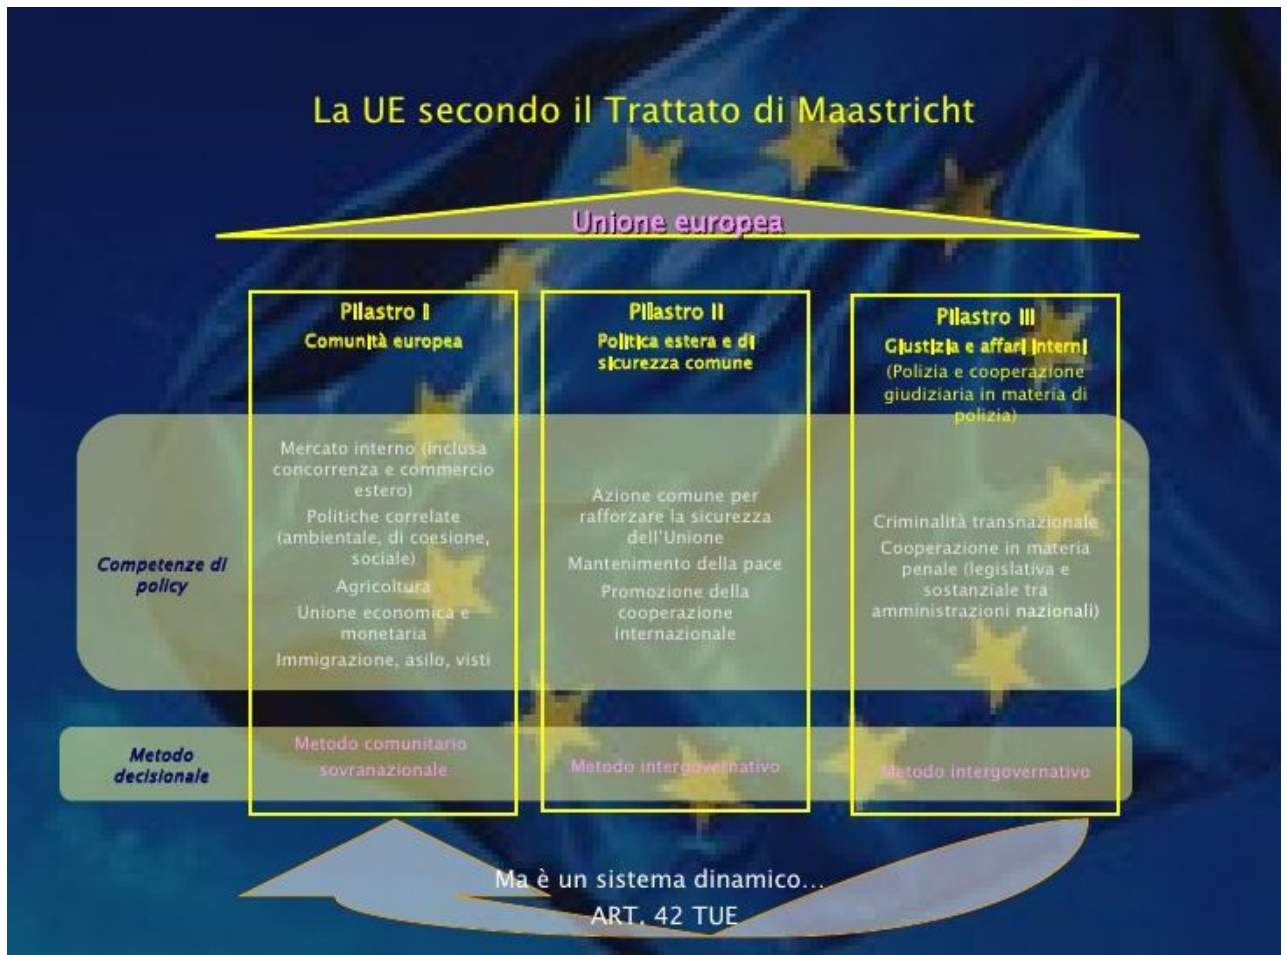 La UE secondo il Trattato di Maastricht
Unione europea
Pilastro I
Comunità europea
Pilastro II
Politica estera e di
sicurezza comune
Pilastro III
Giustizia e affari interni
(Polizia e cooperazione
giudiziaria in materia di
polizia)
Competenze di
policy
Mercato interno (inclusa
concorrenza e commercio
estero)
Politiche correlate
(ambientale, di coesione,
sociale)
Agricoltura
Unione economica e
monetaria
Immigrazione, asilo, visti
Azione comune per
rafforzare la sicurezza
dell'Unione
Mantenimento della pace
Promozione della
cooperazione
internazionale
Criminalità transnazionale
Cooperazione in materia
penale (legislativa e
sostanziale tra
amministrazioni nazionali)
Metodo
decisionale
Metodo comunitario
sovranazionale
Metodo intergovernativo
Metodo intergovernativo
Ma è un sistema dinamico...
ART. 42 TUE